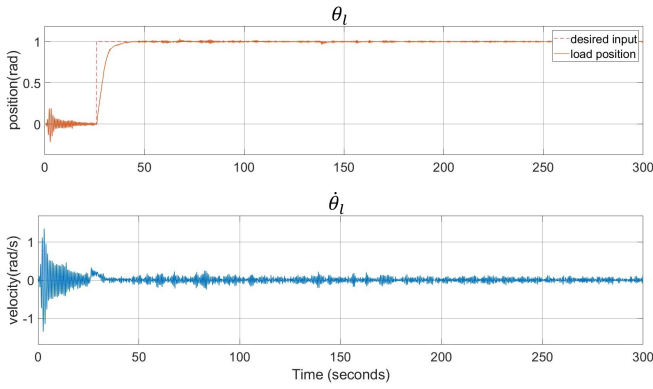 θ_l
desired input
load position
position(rad)
1
0.5
0
0 50 100 150 200 250 300
θ̇_l
velocity(rad/s)
1
0
-1
0 50 100 150 200 250 300
Time (seconds)